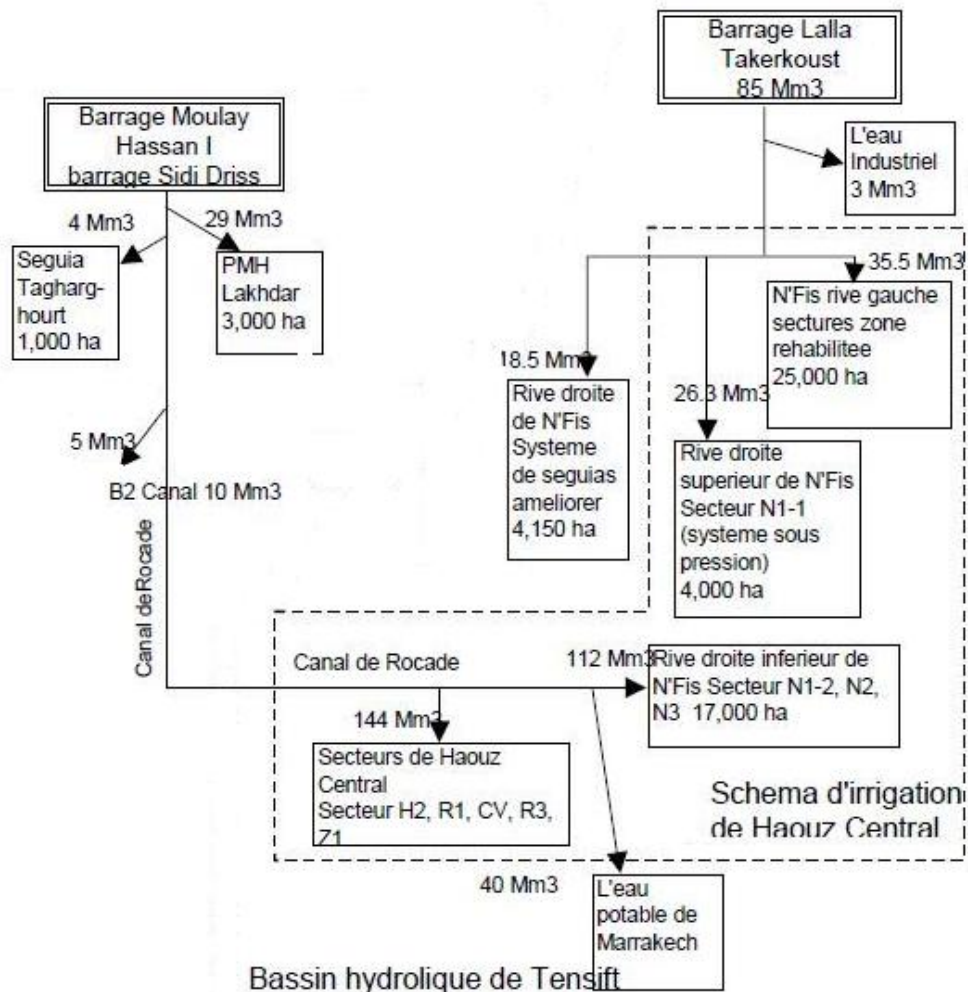 Barrage Lalla
Takerkoust
85 Mm3
Barrage Moulay
Hassan I
barrage Sidi Driss
L'eau
Industriel
3 Mm3
4 Mm3
29 Mm3
Seguia
Tagharg-
hourt
1,000 ha
PMH
Lakhdar
3,000 ha
35.5 Mm3
N'Fis rive gauche
sectures zone
rehabilitee
25,000 ha
18.5 Mm3
Rive droite
de N'Fis
Systeme
de seguias
ameliorer
4,150 ha
26.3 Mm3
Rive droite
superieur de N'Fis
Secteur N1-1
(systeme sous
pression)
4,000 ha
5 Mm3
B2 Canal 10 Mm3
Canal de Rocade
Canal de Rocade
112 Mm3
Rive droite inferieur de
N'Fis Secteur N1-2, N2,
N3 17,000 ha
144 Mm3
Secteurs de Haouz
Central
Secteur H2, R1, CV, R3,
Z1
Schema d'irrigation
de Haouz Central
40 Mm3
L'eau
potable de
Marrakech
Bassin hydrolique de Tensift